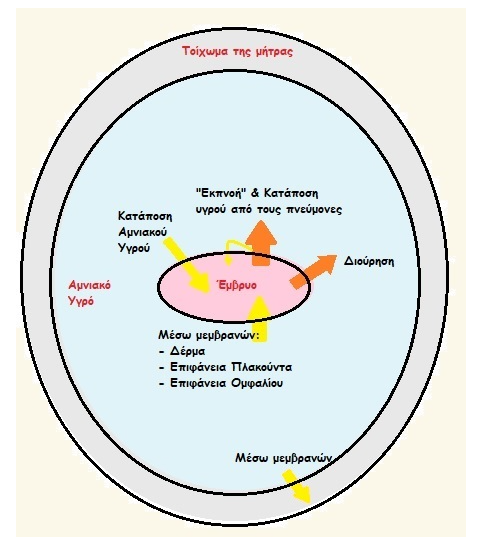 Τοίχωμα της μήτρας
"Εκπνοή" & Κατάποση
υγρού από τους πνεύμονες
Κατάποση
Αμνιακού
Υγρού
Διούρηση
Αμνιακό
Υγρό
Έμβρυο
Μέσω μεμβρανών:
- Δέρμα
- Επιφάνεια Πλακούντα
- Επιφάνεια Ομφαλίου
Μέσω μεμβρανών